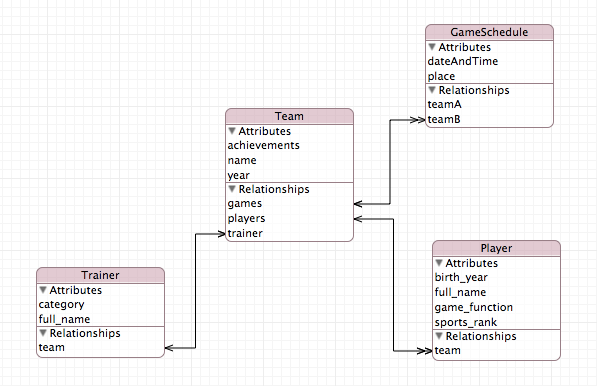 GameSchedule
Attributes
dateAndTime
place
Relationships
teamA
teamB
Team
Attributes
achievements
name
year
Relationships
games
players
trainer
Trainer
Attributes
category
full_name
Relationships
team
Player
Attributes
birth_year
full_name
game_function
sports_rank
Relationships
team